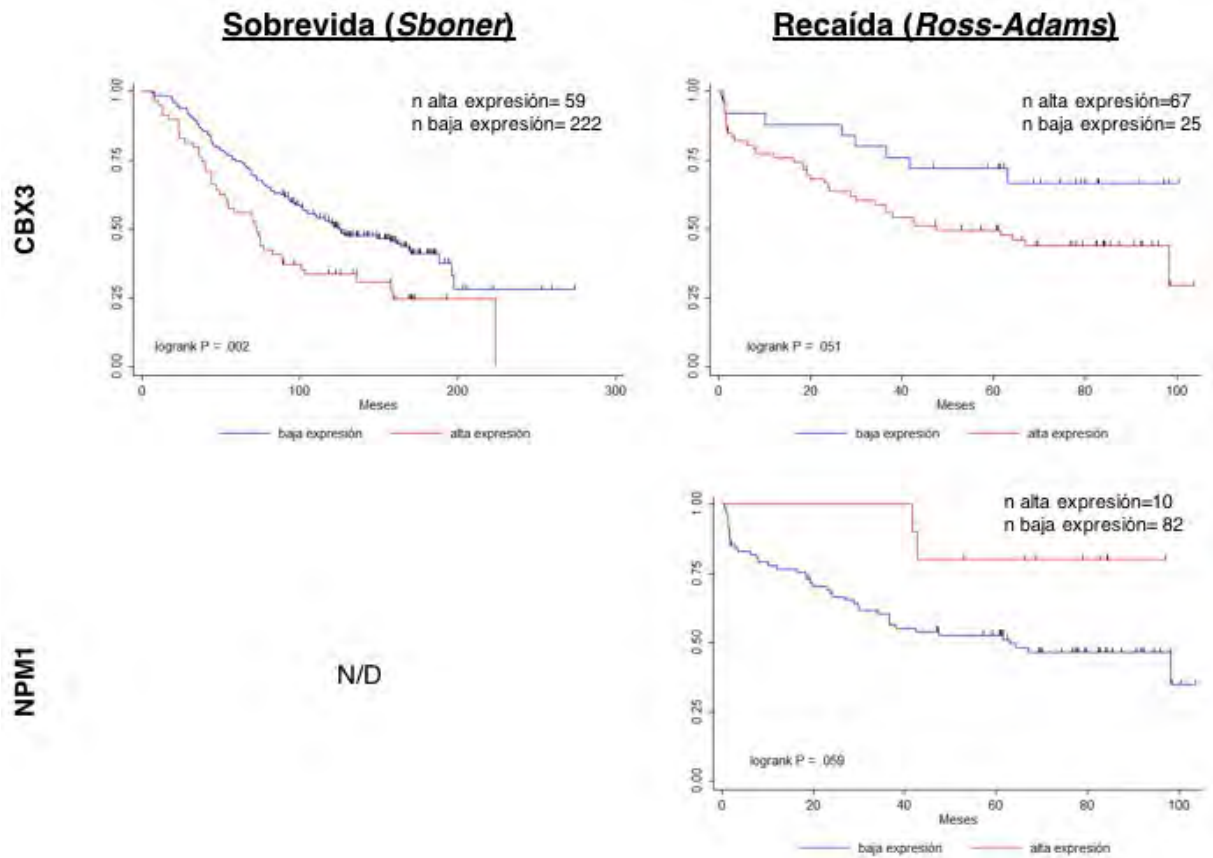 Sobrevida (Sboner)
Recaída (Ross-Adams)
CBX3
1.00
0.75
0.50
0.25
0.00
n alta expresión= 59
n baja expresión= 222
logrank P = .002
0
100
200
300
Meses
baja expresión
alta expresión
1.00
0.75
0.50
0.25
0.00
n alta expresión=67
n baja expresión= 25
logrank P = .051
0
20
40
60
80
100
Meses
baja expresión
alta expresión
NPM1
N/D
1.00
0.75
0.50
0.25
0.00
n alta expresión=10
n baja expresión= 82
logrank P = .059
0
20
40
60
80
100
Meses
baja expresión
alta expresión